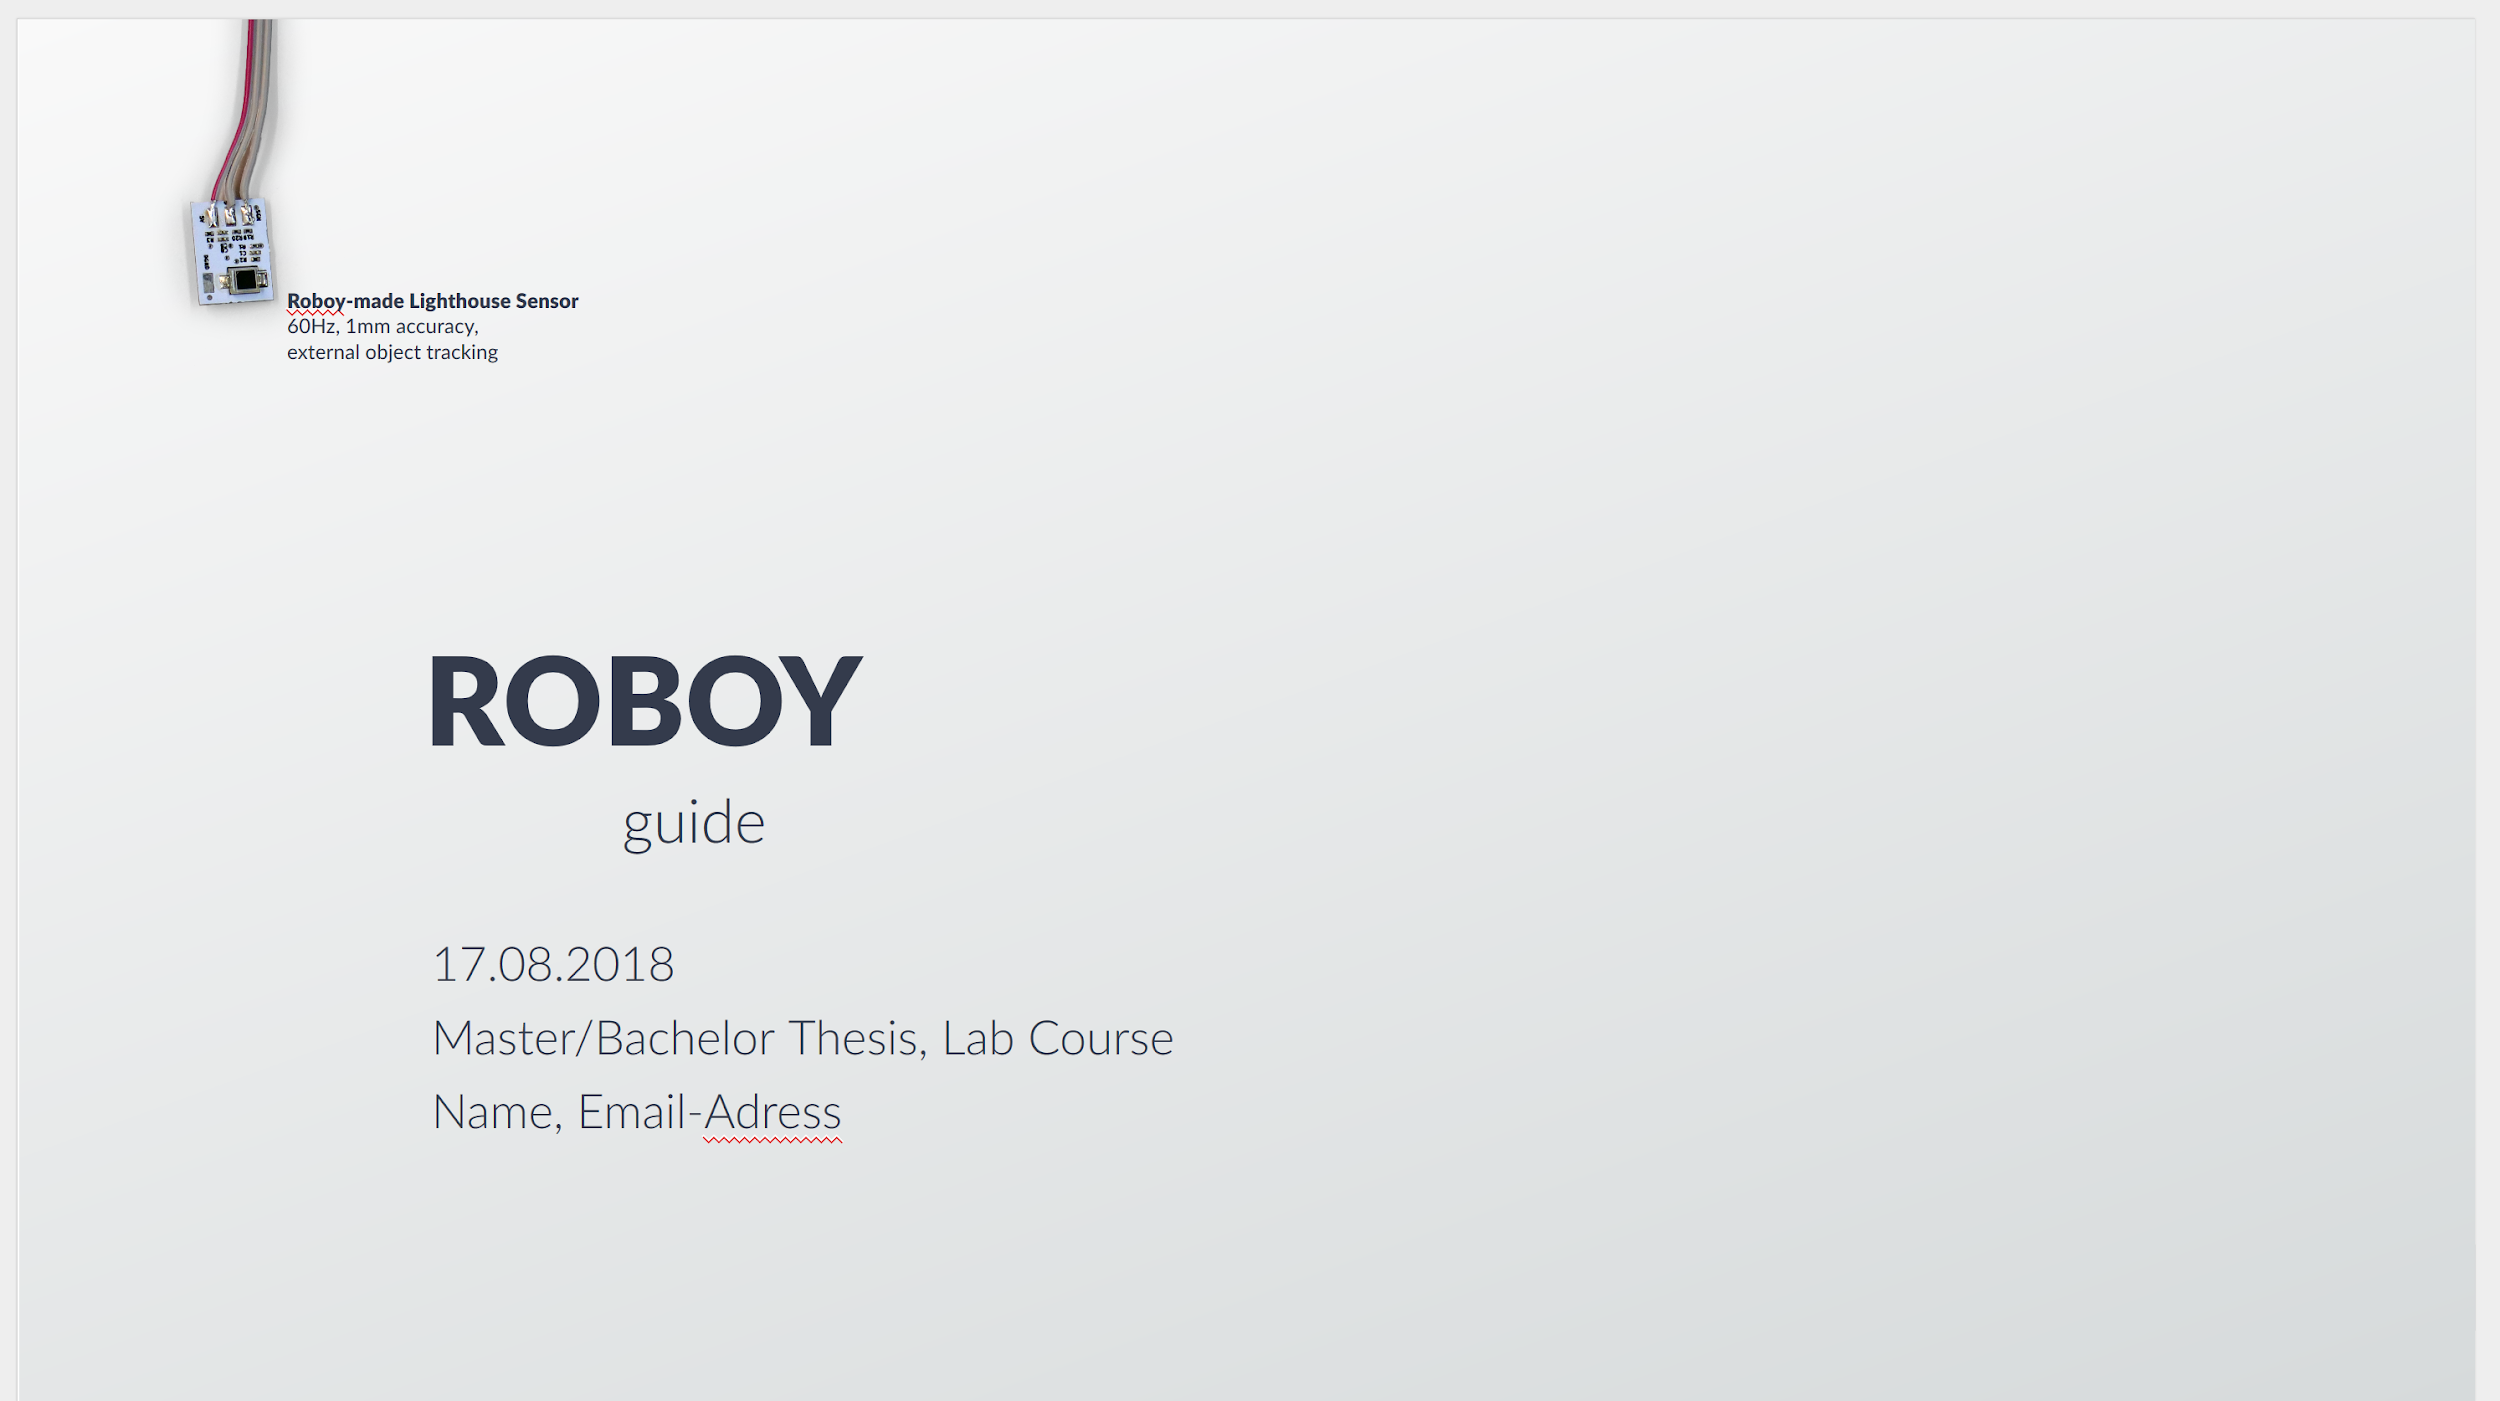 Roboy-made Lighthouse Sensor
60Hz, 1mm accuracy,
external object tracking
ROBOY
guide
17.08.2018
Master/Bachelor Thesis, Lab Course
Name, Email-Adress